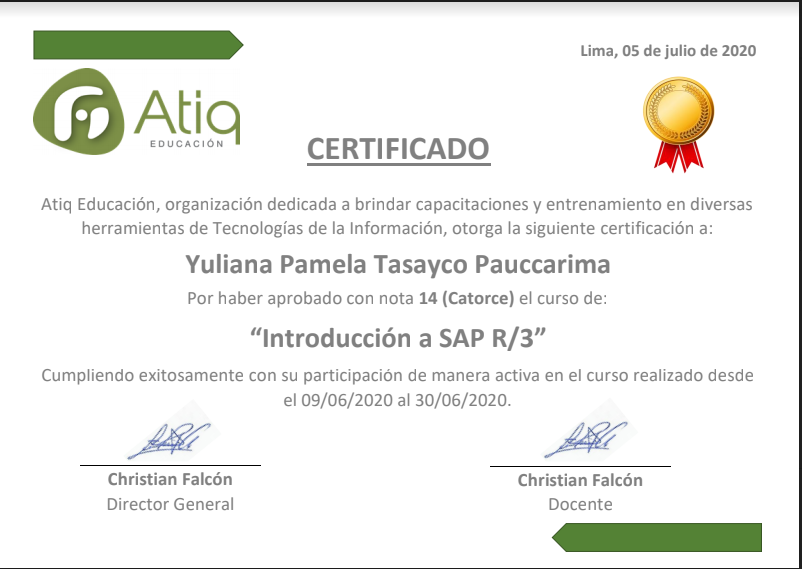 Lima, 05 de julio de 2020
Atiq
EDUCACIÓN
CERTIFICADO
Atiq Educación, organización dedicada a brindar capacitaciones y entrenamiento en diversas
herramientas de Tecnologías de la Información, otorga la siguiente certificación a:
Yuliana Pamela Tasayco Pauccarima
Por haber aprobado con nota 14 (Catorce) el curso de:
“Introducción a SAP R/3”
Cumpliendo exitosamente con su participación de manera activa en el curso realizado desde
el 09/06/2020 al 30/06/2020.
Christian Falcón
Director General
Christian Falcón
Docente